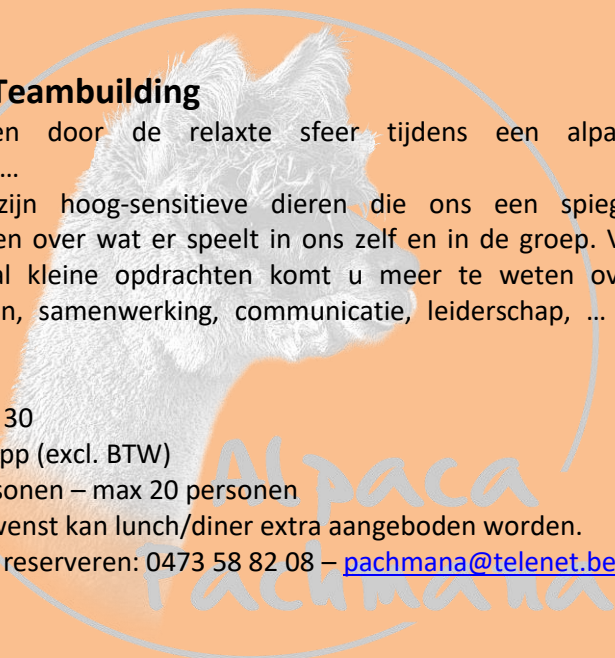 Teambuilding
en door de relaxte sfeer tijdens een alpa
…
zijn hoog-sensitieve dieren die ons een spieg
en over wat er speelt in ons zelf en in de groep. V
al kleine opdrachten komt u meer te weten ov
n, samenwerking, communicatie, leiderschap, …
30
pp (excl. BTW)
sonen – max 20 personen
venst kan lunch/diner extra aangeboden worden.
reserveren: 0473 58 82 08 – pachmana@telenet.be
Alpaca
Pachmana